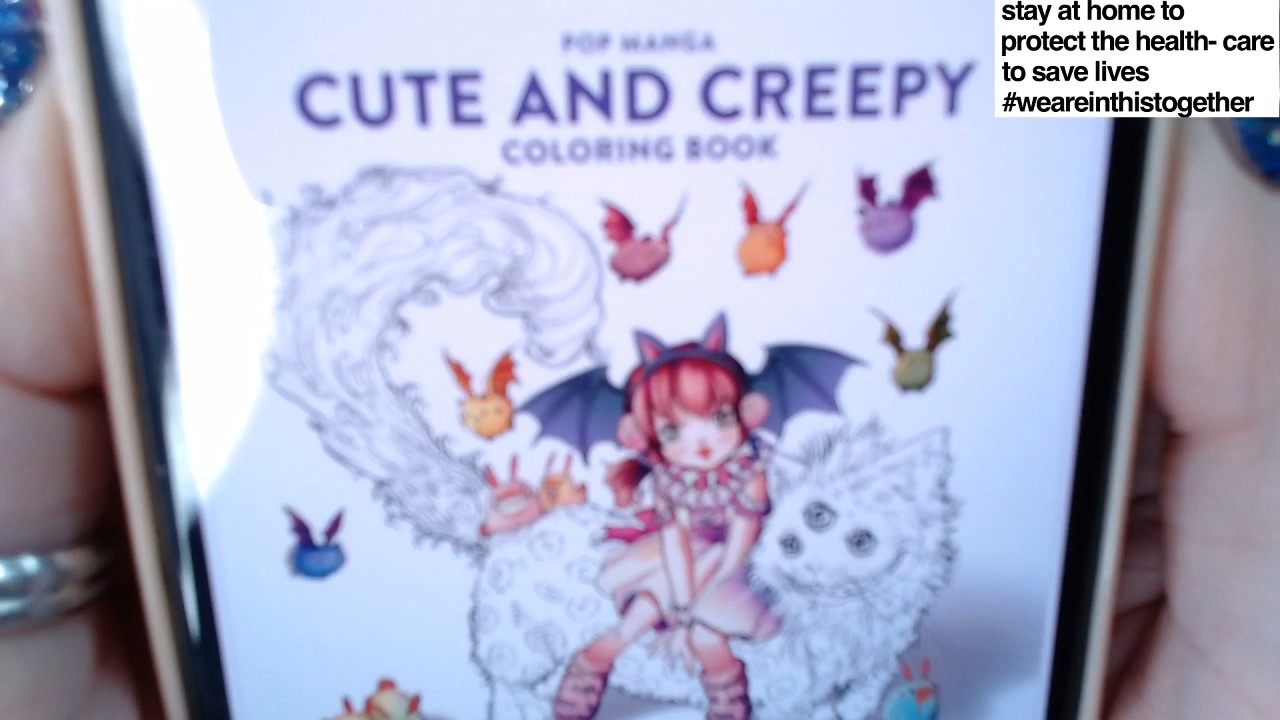 POP MANGA
CUTE AND CREEPY
COLORING BOOK
stay at home to
protect the health- care
to save lives
#weareinthistogether